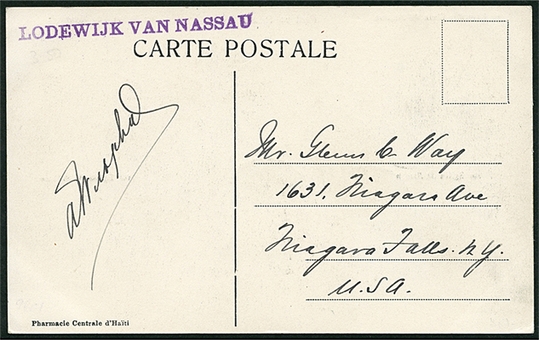 LODEWIJK VAN NASSAU
CARTE POSTALE
Mr. Glenn C. Way
1631, Niagara Ave
Niagara Falls. N.Y.
U.S.A.
Pharmacie Centrale d'Haïti